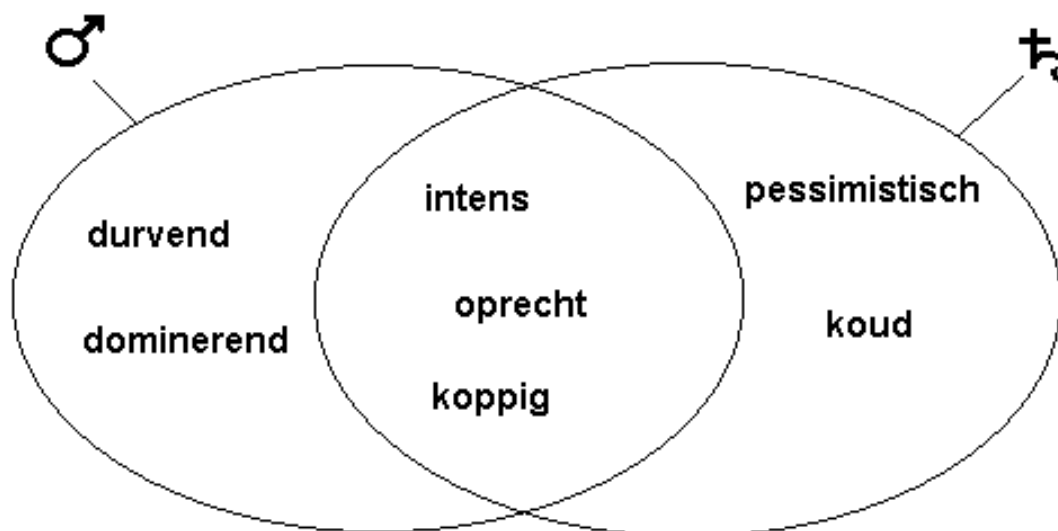 ♂
♄
durvend
dominerend
intens
oprecht
koppig
pessimistisch
koud